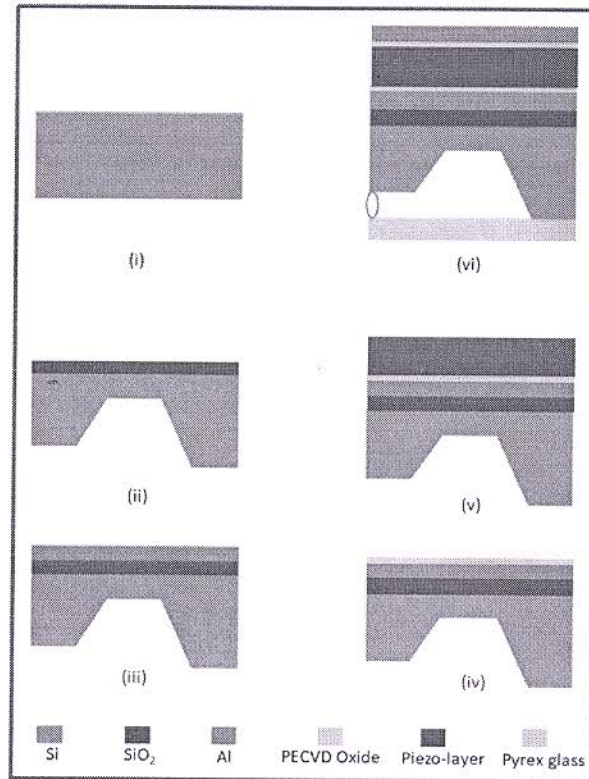 (i)
(vi)
(ii)
(v)
(iii)
(iv)
Si
SiO₂
Al
PECVD Oxide
Piezo-layer
Pyrex glass